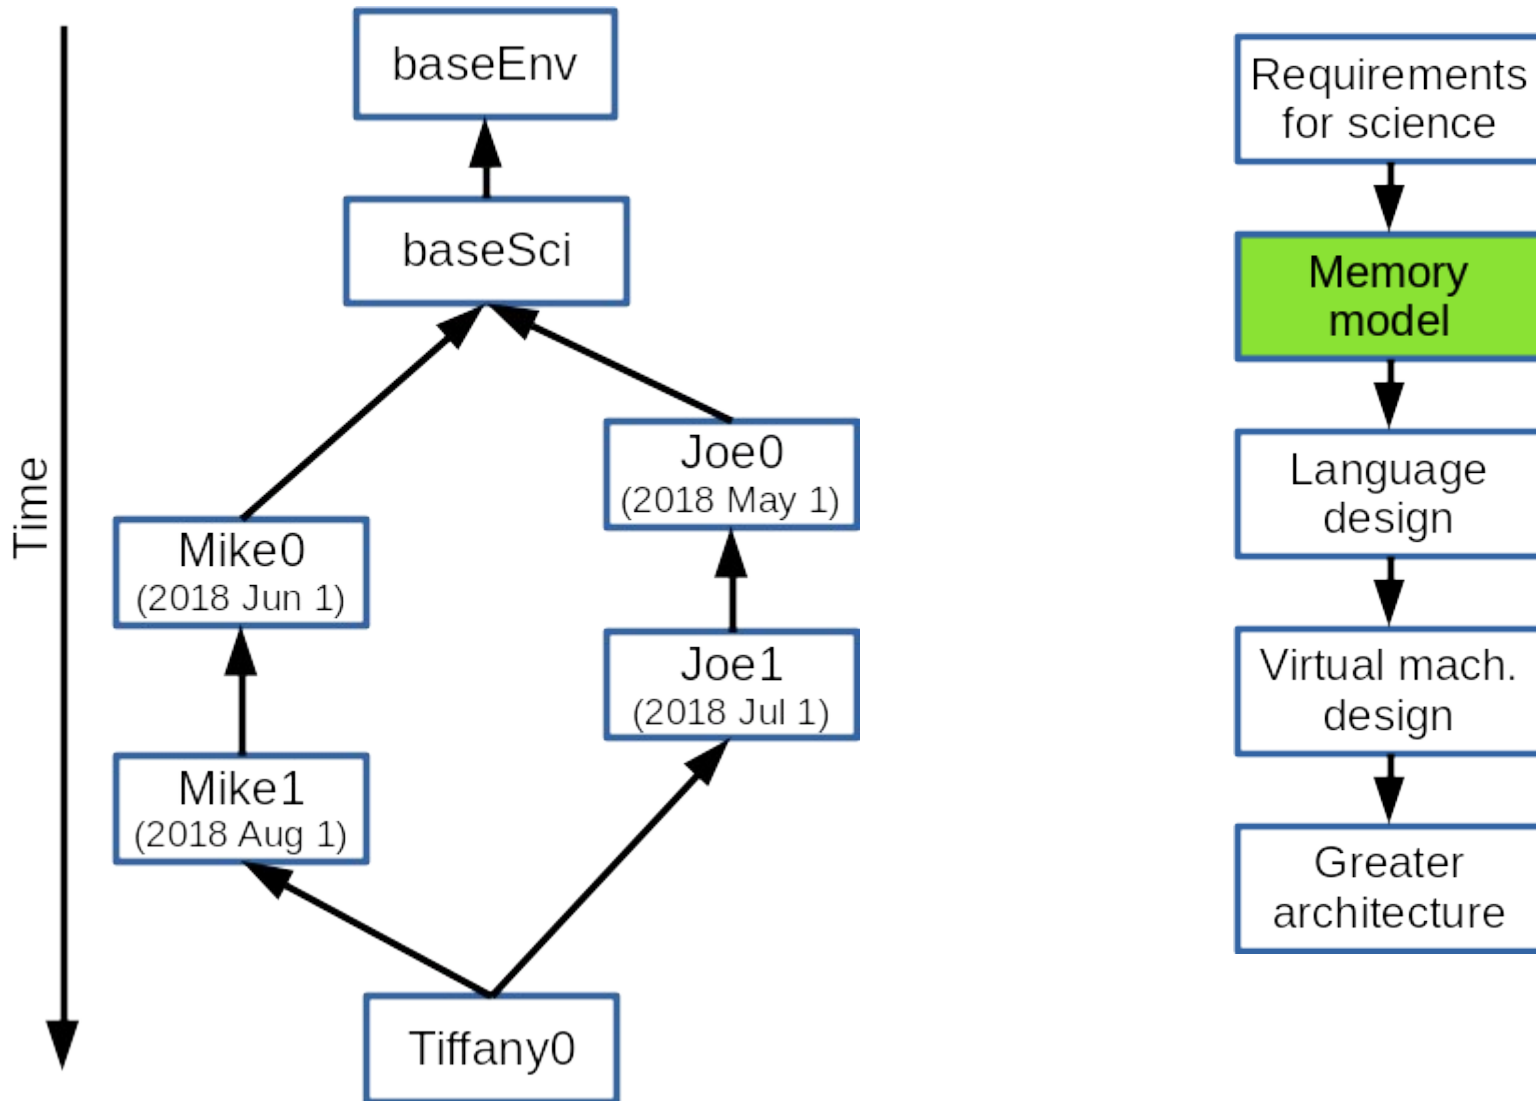 Time
baseEnv
baseSci
Joe0
(2018 May 1)
Mike0
(2018 Jun 1)
Joe1
(2018 Jul 1)
Mike1
(2018 Aug 1)
Tiffany0
Requirements
for science
Memory
model
Language
design
Virtual mach.
design
Greater
architecture